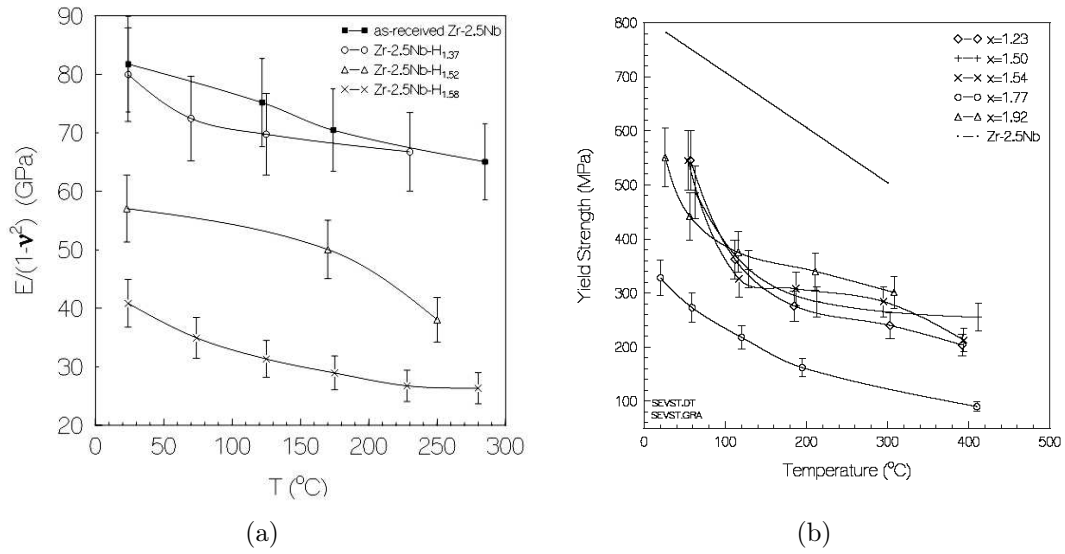 90
80
70
60
50
40
30
20
0
50
100
150
200
250
300
E/(1-ν²) (GPa)
T (°C)
as-received Zr-2.5Nb
Zr-2.5Nb-H1.37
Zr-2.5Nb-H1.52
Zr-2.5Nb-H1.58
(a)
800
700
600
500
400
300
200
100
0
100
200
300
400
500
Yield Strength (MPa)
Temperature (°C)
x=1.23
x=1.50
x=1.54
x=1.77
x=1.92
Zr-2.5Nb
SEVST.DT
SEVST.GRA
(b)